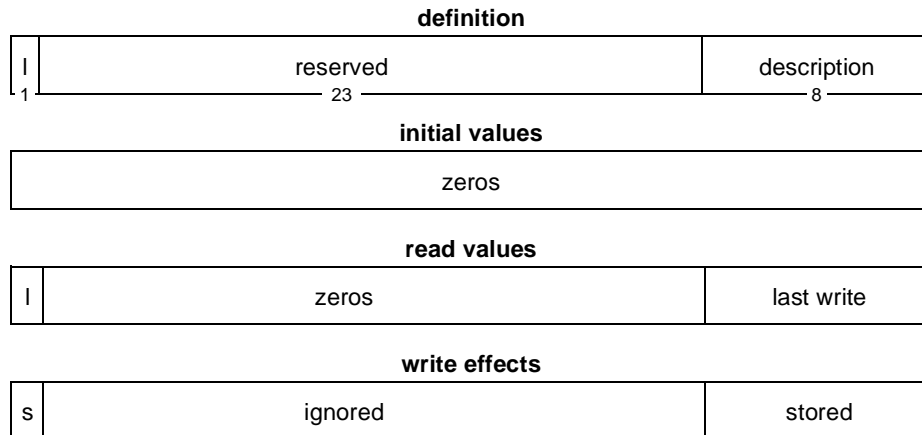 definition
l reserved description
1 23 8
initial values
zeros
read values
l zeros last write
write effects
s ignored stored